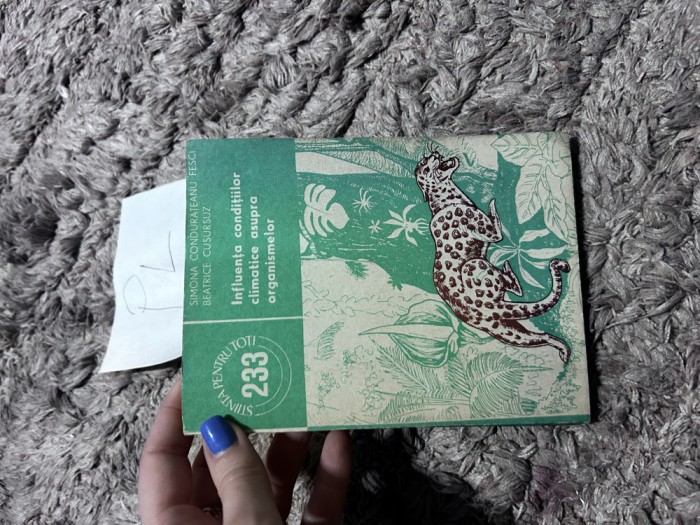 SIMONA CONDURĂȚEANU FESCI
BEATRICE CUSURSUZ
Influența condițiilor
climatice asupra
organismelor
ȘTIINȚA PENTRU TOȚI
233